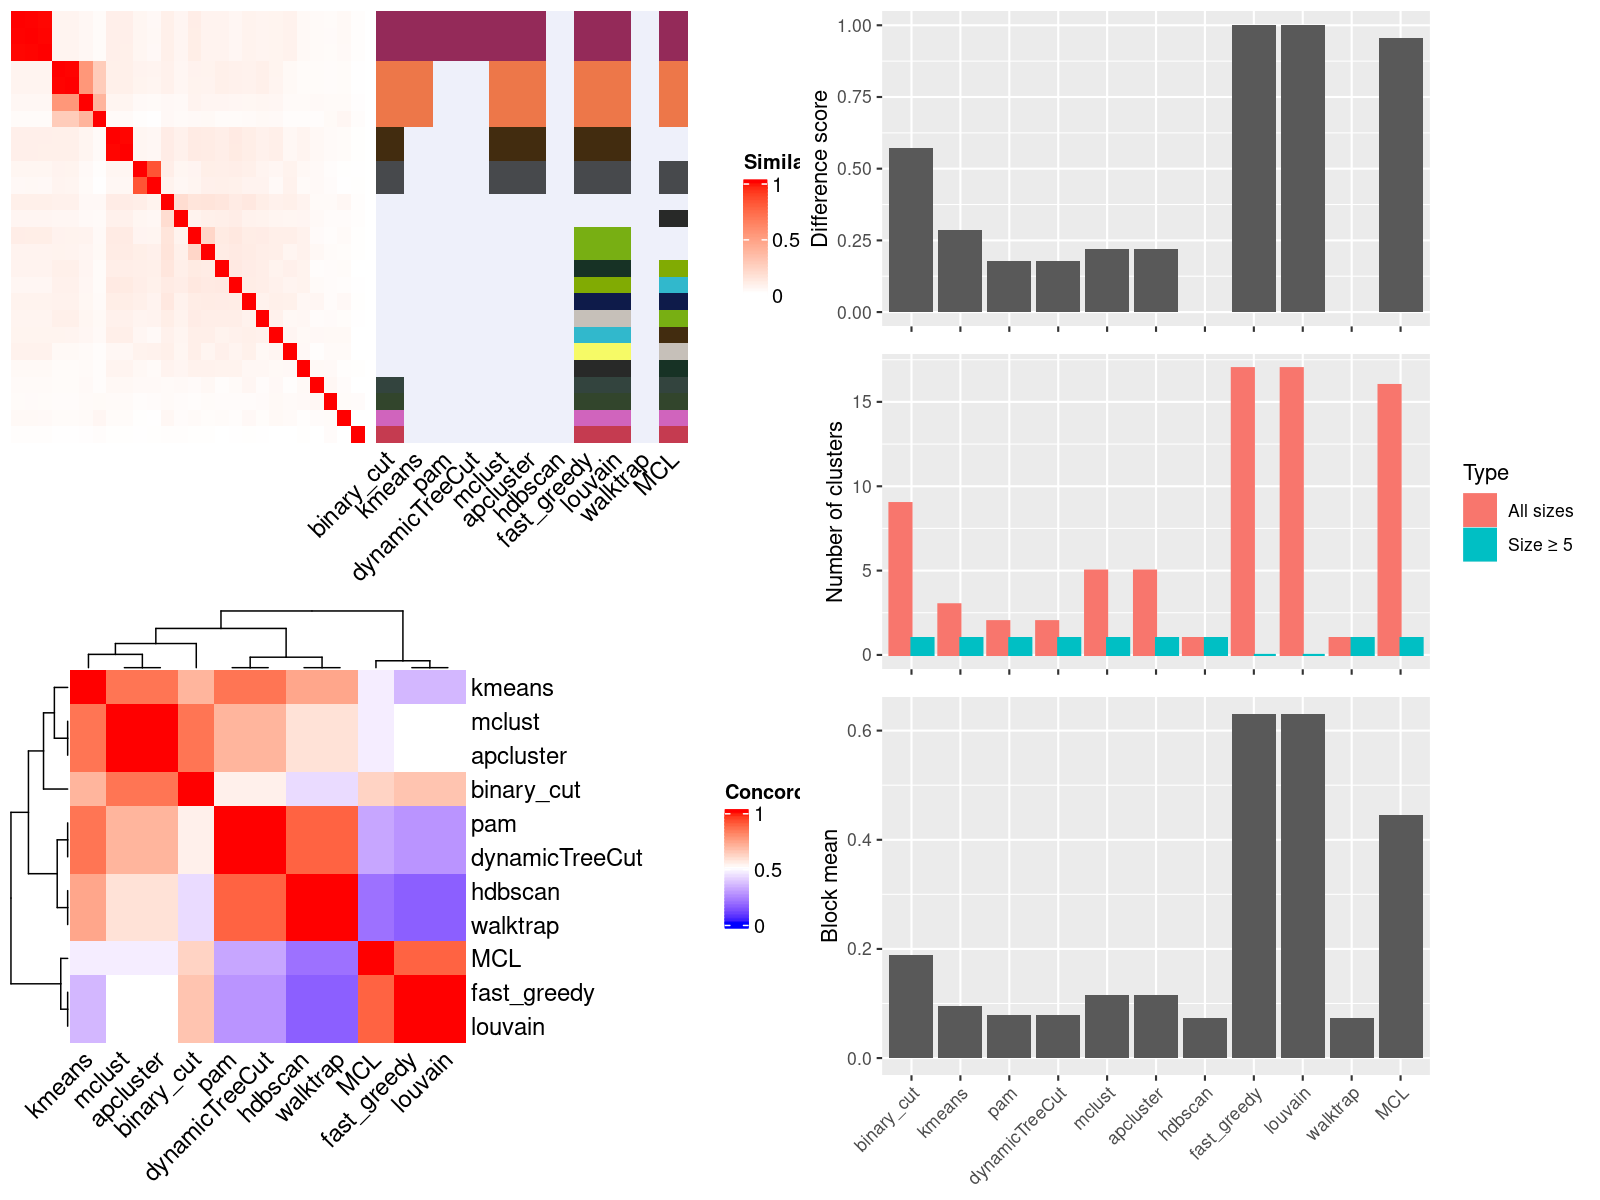 Simila
1
0.5
0
binary_cut
kmeans
pam
dynamicTreeCut
mclust
apcluster
hdbscan
fast_greedy
louvain
walktrap
MCL
kmeans
mclust
apcluster
binary_cut
pam
dynamicTreeCut
hdbscan
walktrap
MCL
fast_greedy
louvain
kmeans
mclust
apcluster
binary_cut
pam
dynamicTreeCut
hdbscan
walktrap
MCL
fast_greedy
louvain
Concord
1
0.5
0
Difference score
1.00
0.75
0.50
0.25
0.00
Number of clusters
15
10
5
0
Type
All sizes
Size ≥ 5
Block mean
0.6
0.4
0.2
0.0
binary_cut
kmeans
pam
dynamicTreeCut
mclust
apcluster
hdbscan
fast_greedy
louvain
walktrap
MCL